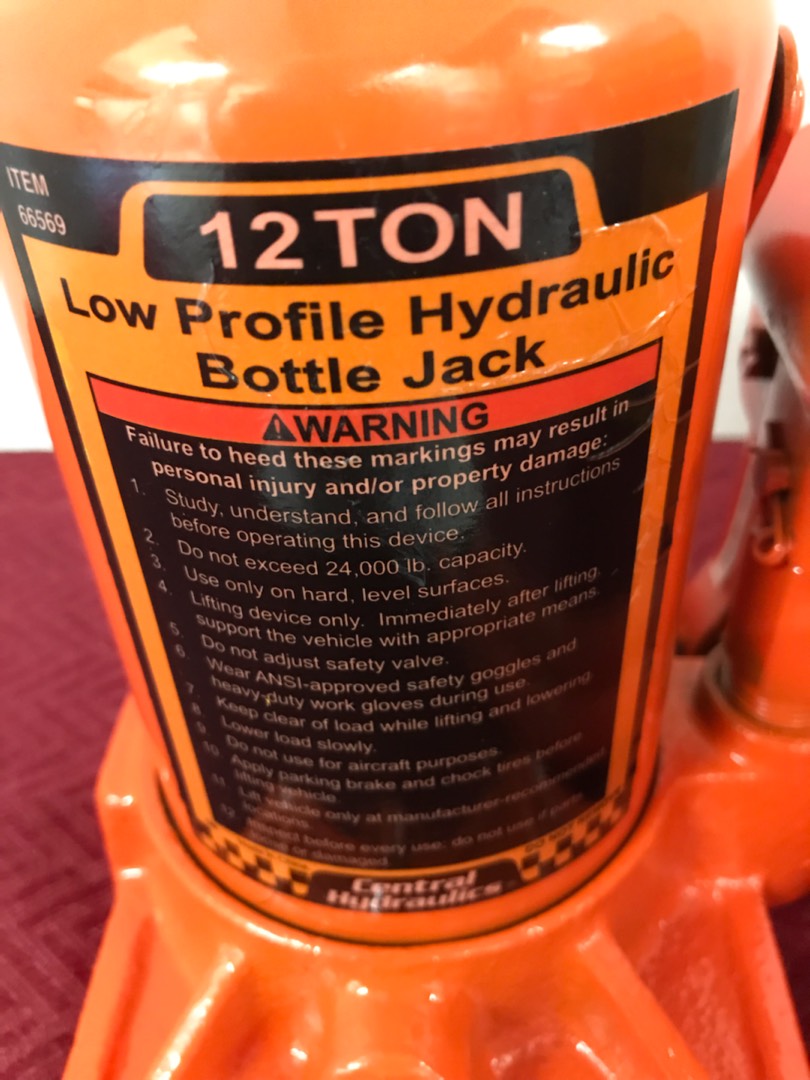 ITEM
66569
12 TON
Low Profile Hydraulic
Bottle Jack
WARNING
Failure to heed these markings may result in
personal injury and/or property damage:
1. Study, understand, and follow all instructions
before operating this device.
2. Do not exceed 24,000 lb. capacity.
3. Use only on hard, level surfaces.
4. Lifting device only. Immediately after lifting,
support the vehicle with appropriate means.
5. Do not adjust safety valve.
6. Wear ANSI-approved safety goggles and
heavy-duty work gloves during use.
7. Keep clear of load while lifting and lowering.
8. Lower load slowly.
9. Do not use for aircraft purposes.
10. Apply parking brake and chock tires before
lifting vehicle.
11. Lift vehicle only at manufacturer-recommended
locations.
12. Inspect before every use; do not use if parts
loose or damaged.
Central
Hydraulics